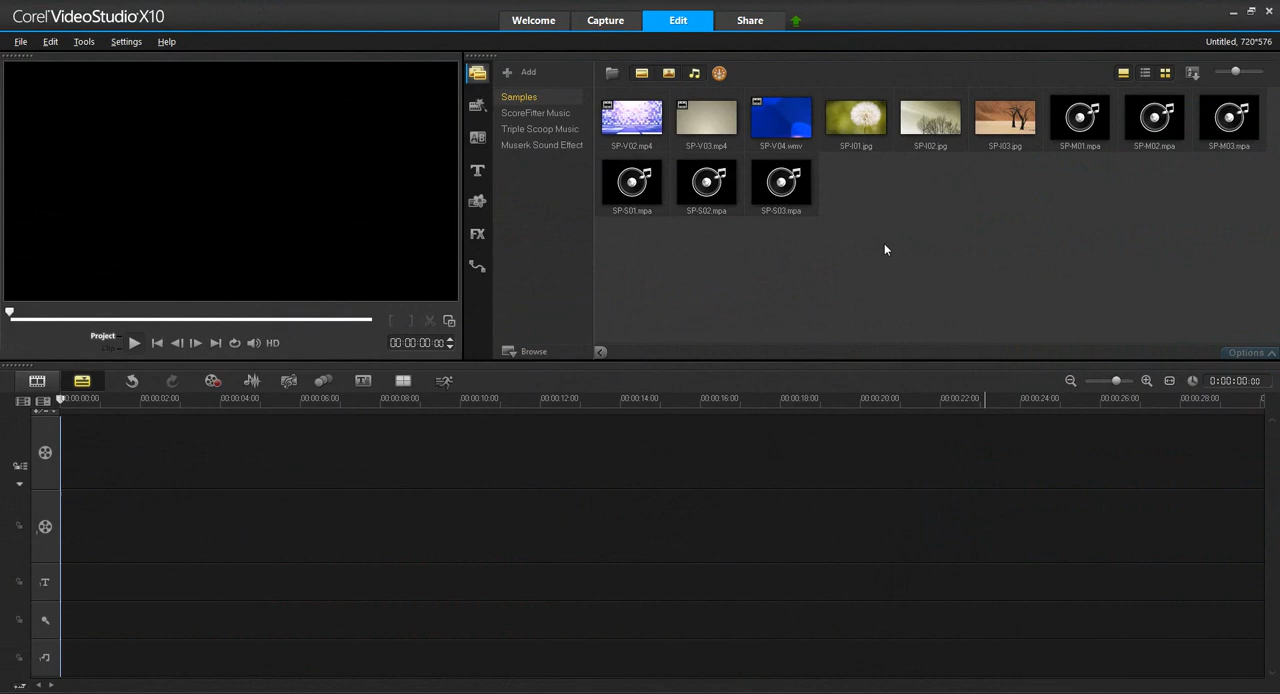 Corel VideoStudio X10
Welcome Capture Edit Share
File Edit Tools Settings Help
Untitled, 720*576
Add
Samples
ScoreFitter Music
Triple Scoop Music
Muserk Sound Effect
SP-V02.mp4 SP-V03.mp4 SP-V04.wmv SP-I01.jpg SP-I02.jpg SP-I03.jpg SP-M01.mpa SP-M02.mpa SP-M03.mpa
SP-S01.mpa SP-S02.mpa SP-S03.mpa
Project
Clip
HD
00:00:00:00
Browse
Options
AB
T
FX
0:00:00:00
00:00:02:00 00:00:04:00 00:00:06:00 00:00:08:00 00:00:10:00 00:00:12:00 00:00:14:00 00:00:16:00 00:00:18:00 00:00:20:00 00:00:22:00 00:00:24:00 00:00:26:00 00:00:28:00